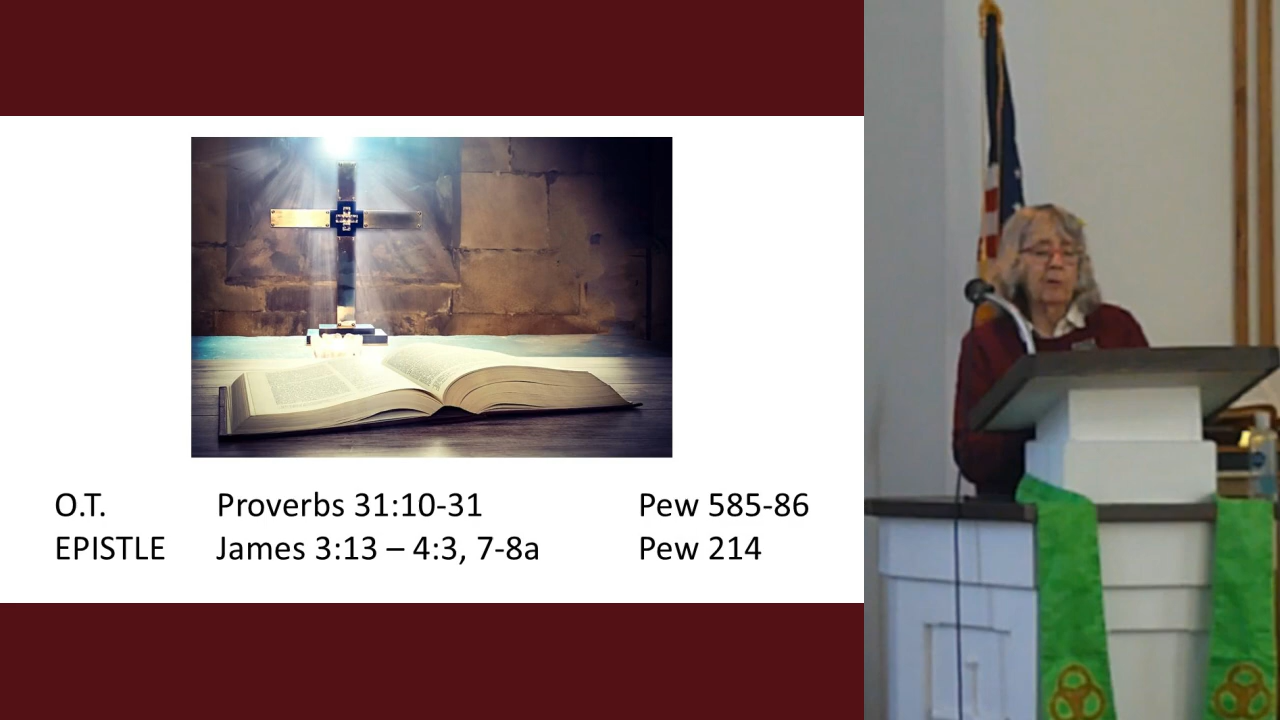 O.T. Proverbs 31:10-31 Pew 585-86
EPISTLE James 3:13 – 4:3, 7-8a Pew 214